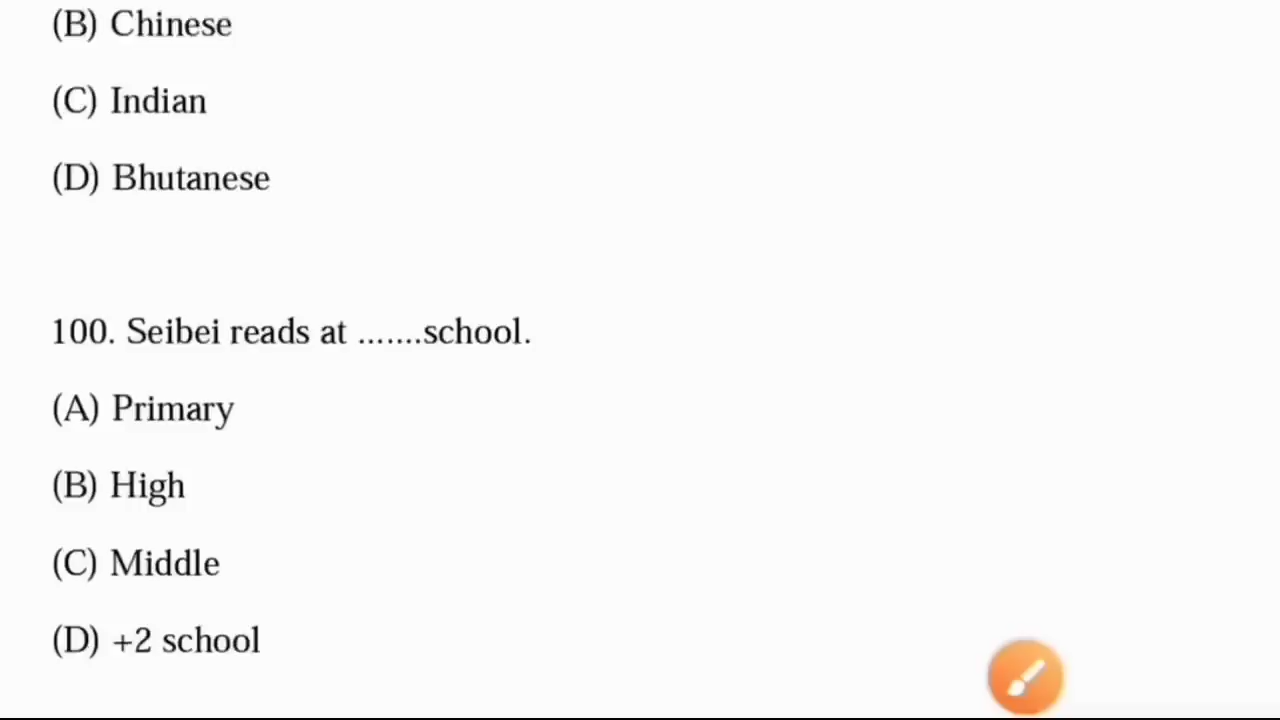 (B) Chinese
(C) Indian
(D) Bhutanese
100. Seibei reads at .......school.
(A) Primary
(B) High
(C) Middle
(D) +2 school